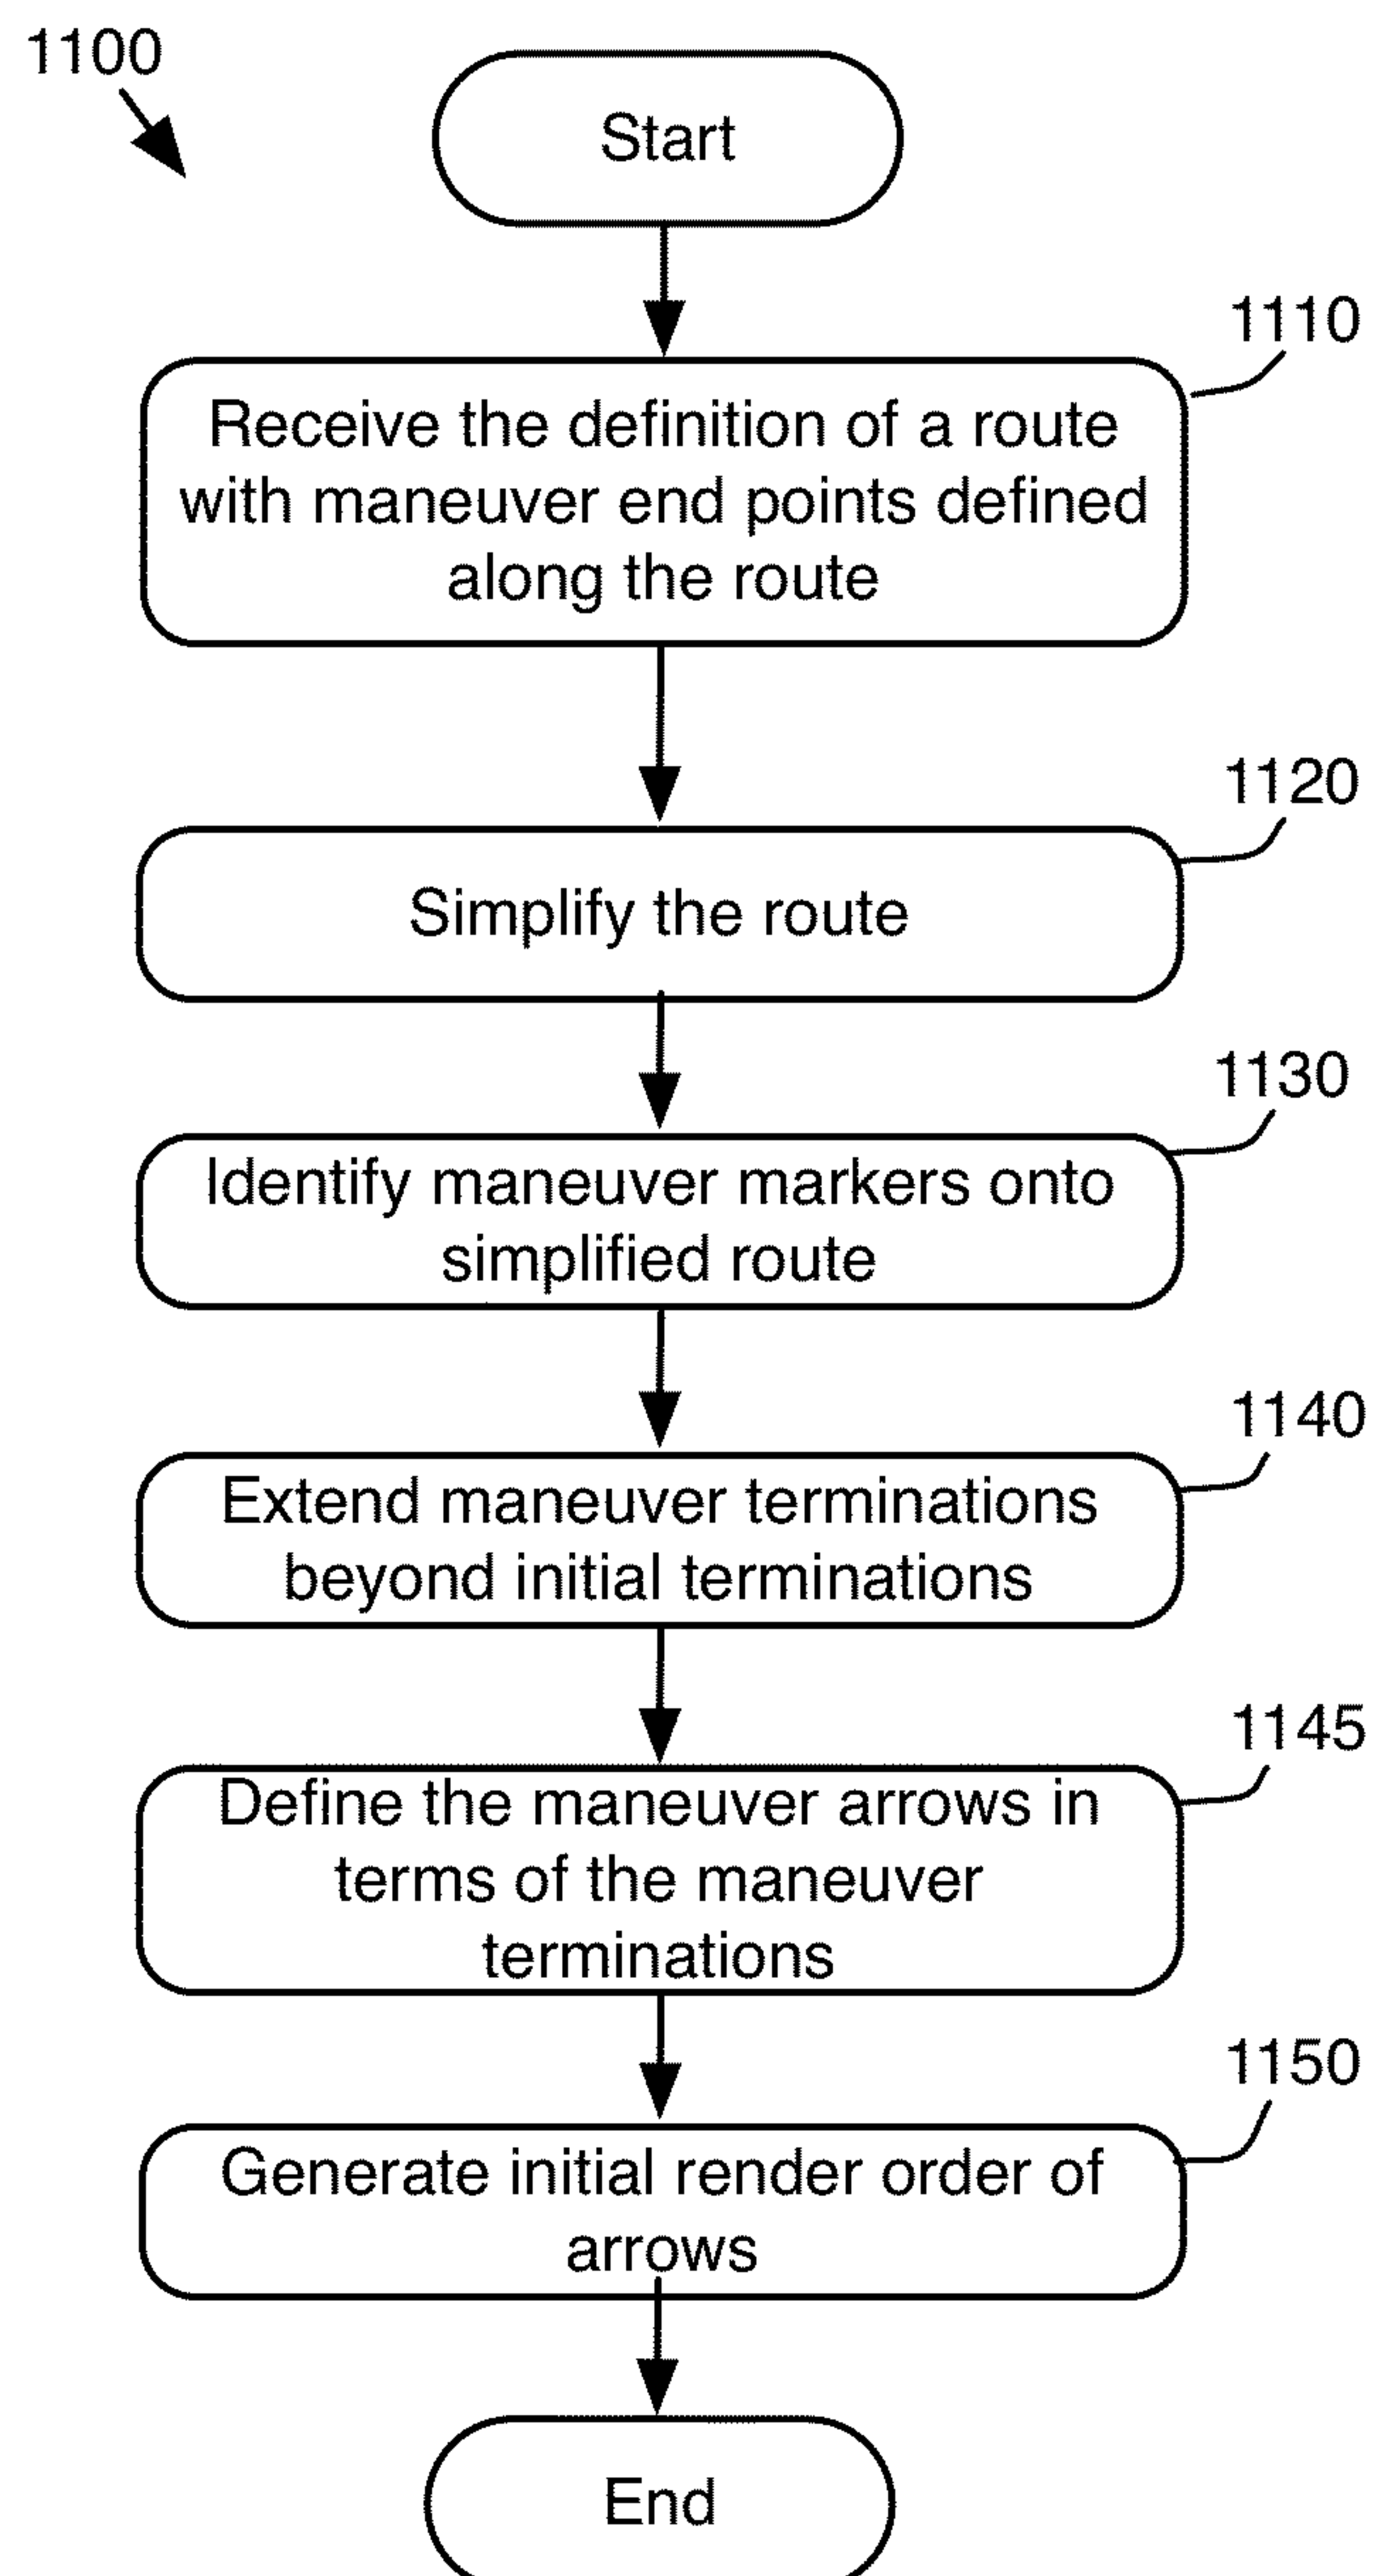 1100
Start
1110
Receive the definition of a route
with maneuver end points defined
along the route
1120
Simplify the route
1130
Identify maneuver markers onto
simplified route
1140
Extend maneuver terminations
beyond initial terminations
1145
Define the maneuver arrows in
terms of the maneuver
terminations
1150
Generate initial render order of
arrows
End